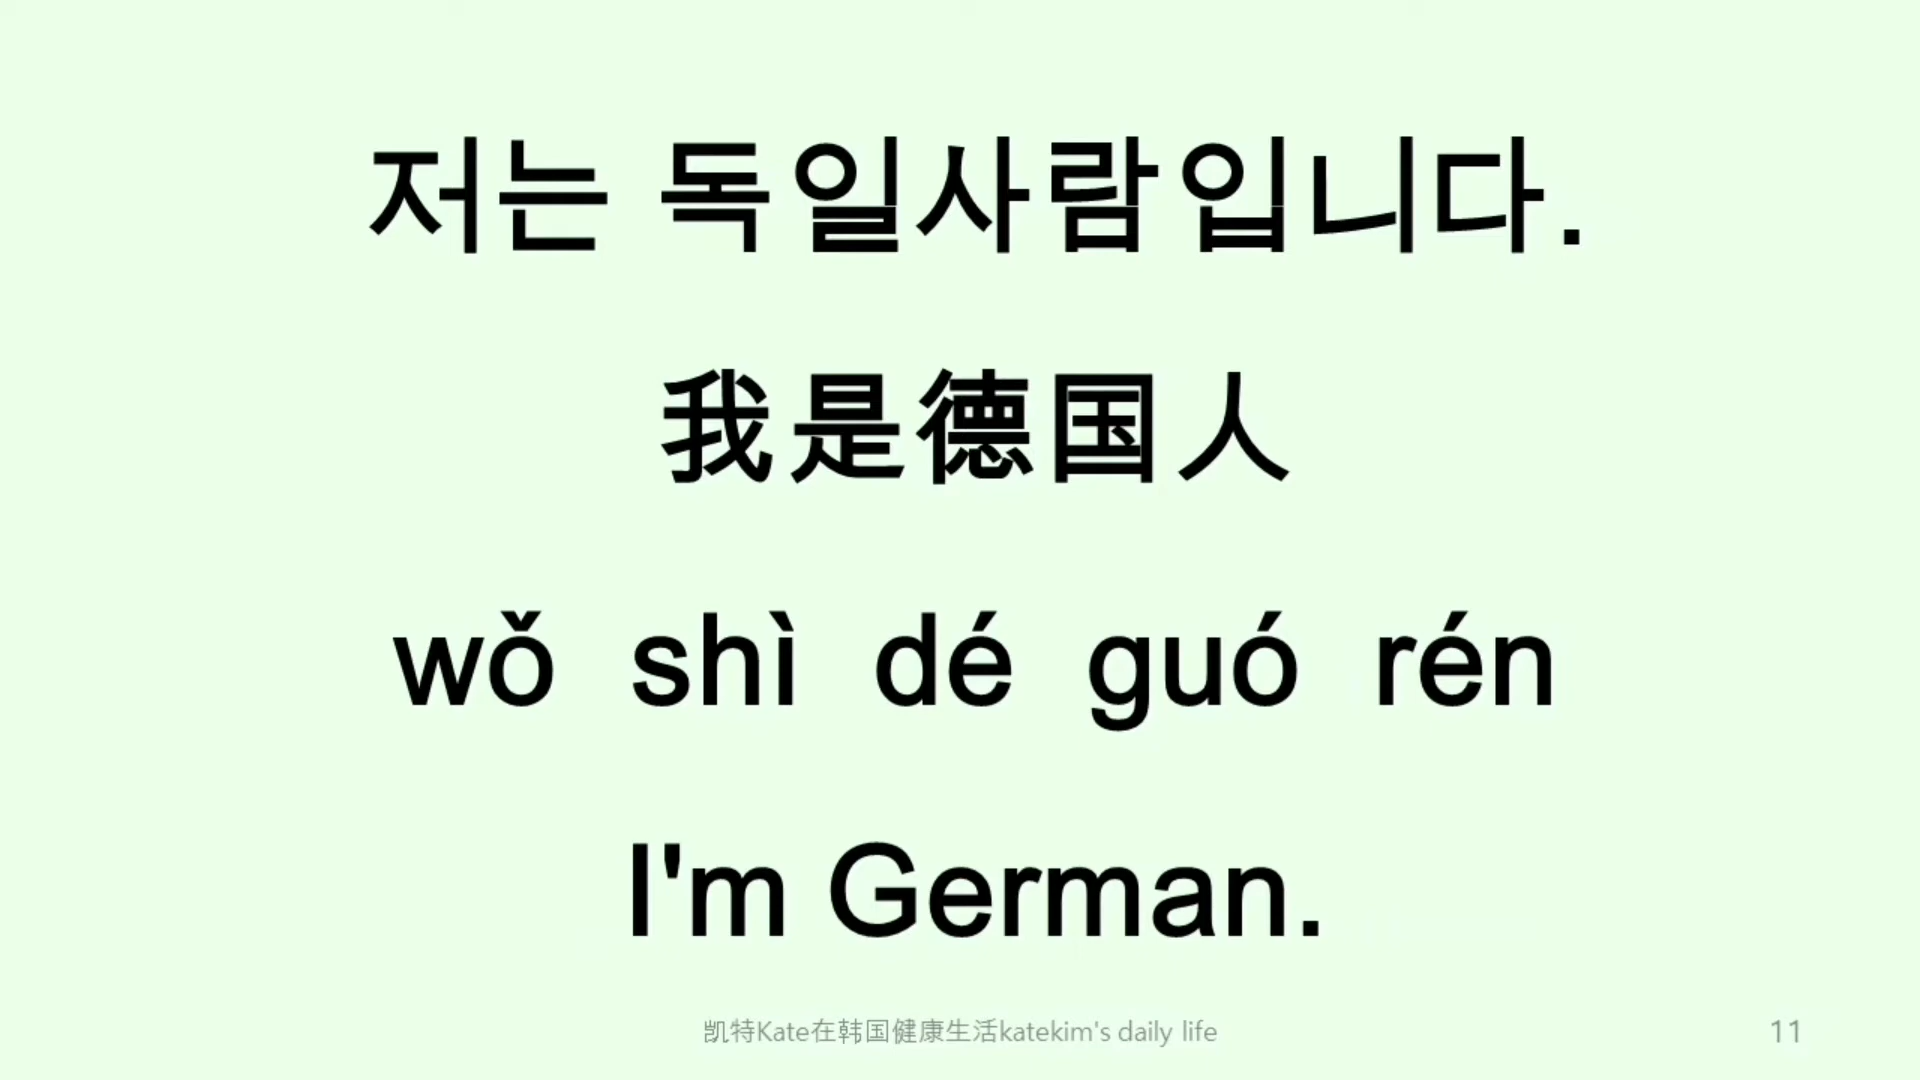 저는 독일사람입니다.
我是德国人
wǒ shì dé guó rén
I'm German.
凯特Kate在韩国健康生活katekim's daily life
11